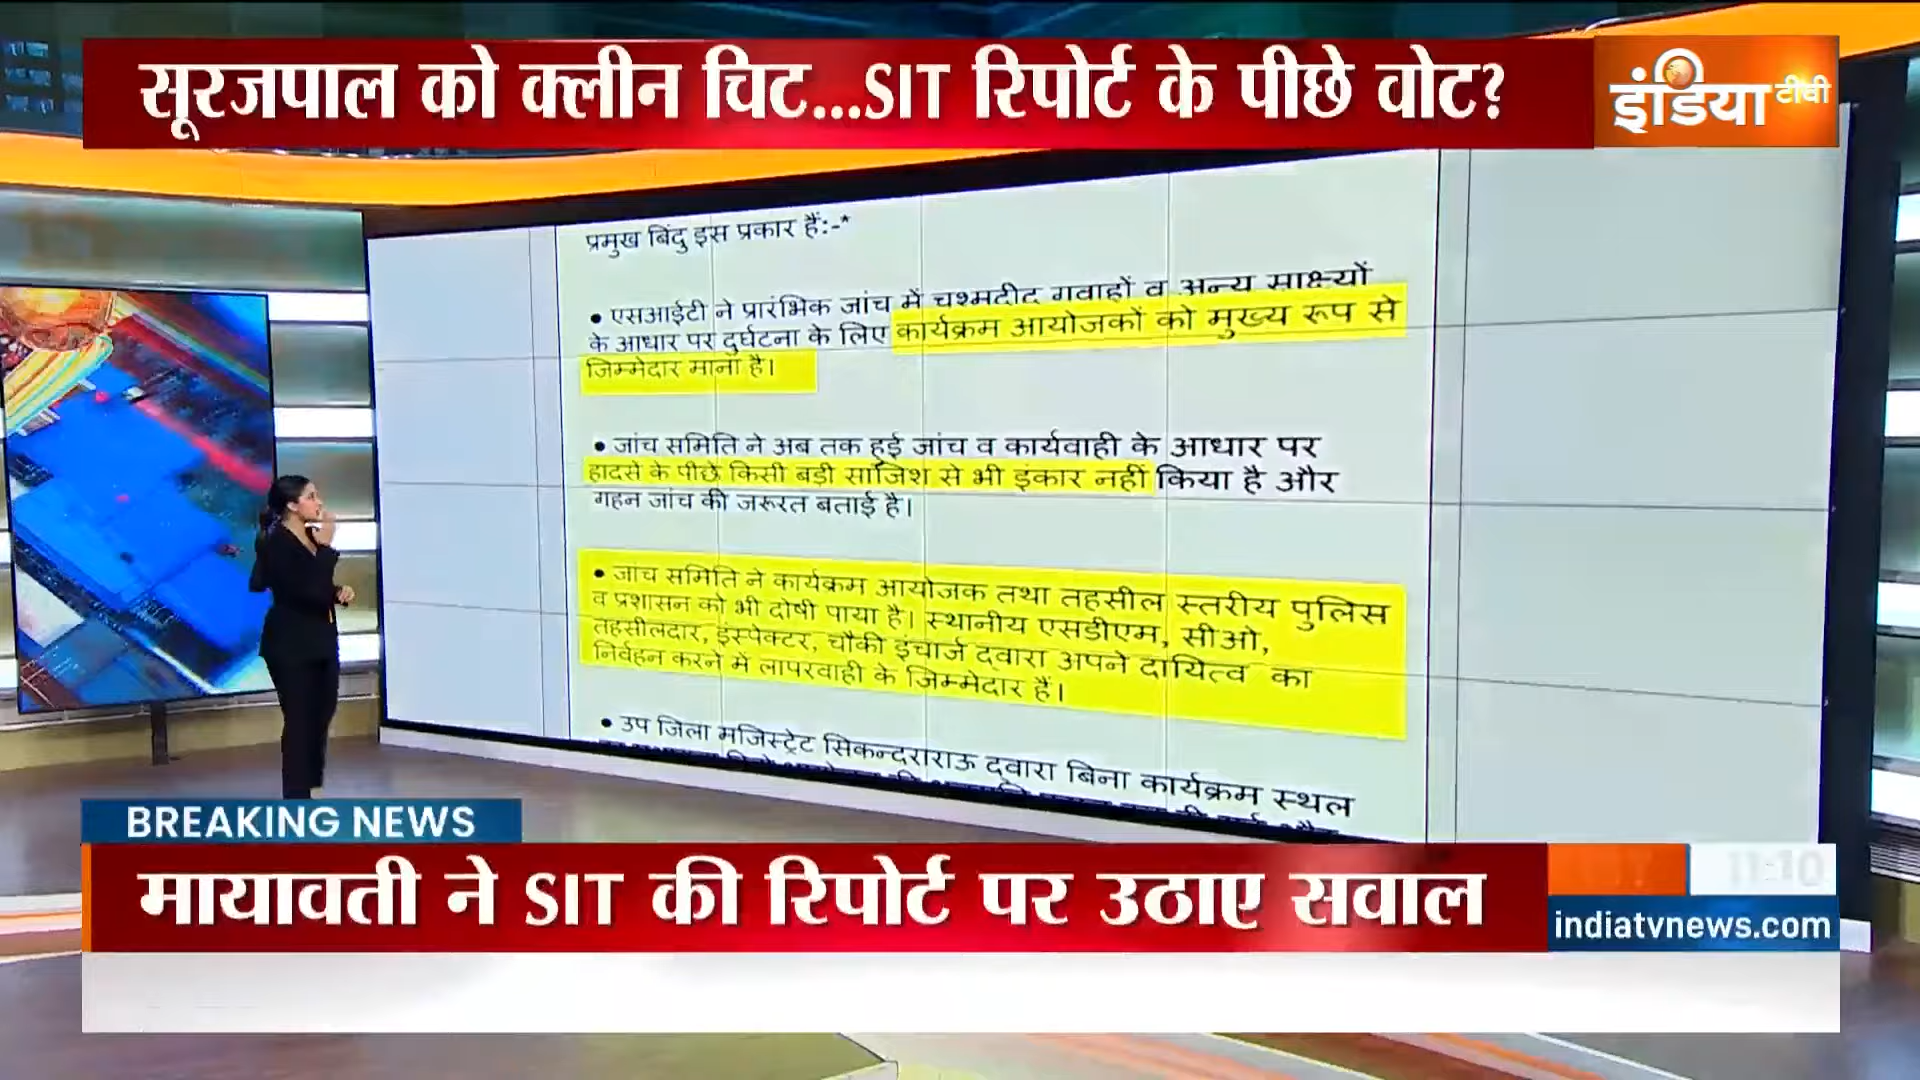 सूरजपाल को क्लीन चिट...SIT रिपोर्ट के पीछे वोट?
इंडिया टीवी
प्रमुख बिंदु इस प्रकार हैं:-*
• एसआईटी ने प्रारंभिक जांच में चश्मदीद गवाहों व अन्य साक्ष्यों
के आधार पर दुर्घटना के लिए कार्यक्रम आयोजकों को मुख्य रूप से
जिम्मेदार माना है।
• जांच समिति ने अब तक हुई जांच व कार्यवाही के आधार पर
हादसे के पीछे किसी बड़ी साजिश से भी इंकार नहीं किया है और
गहन जांच की जरूरत बताई है।
• जांच समिति ने कार्यक्रम आयोजक तथा तहसील स्तरीय पुलिस
व प्रशासन को भी दोषी पाया है। स्थानीय एसडीएम, सीओ,
तहसीलदार, इंस्पेक्टर, चौकी इंचार्ज द्वारा अपने दायित्व का
निर्वहन करने में लापरवाही के जिम्मेदार हैं।
• उप जिला मजिस्ट्रेट सिकन्दराराऊ द्वारा बिना कार्यक्रम स्थल
BREAKING NEWS
मायावती ने SIT की रिपोर्ट पर उठाए सवाल
11:10
indiatvnews.com